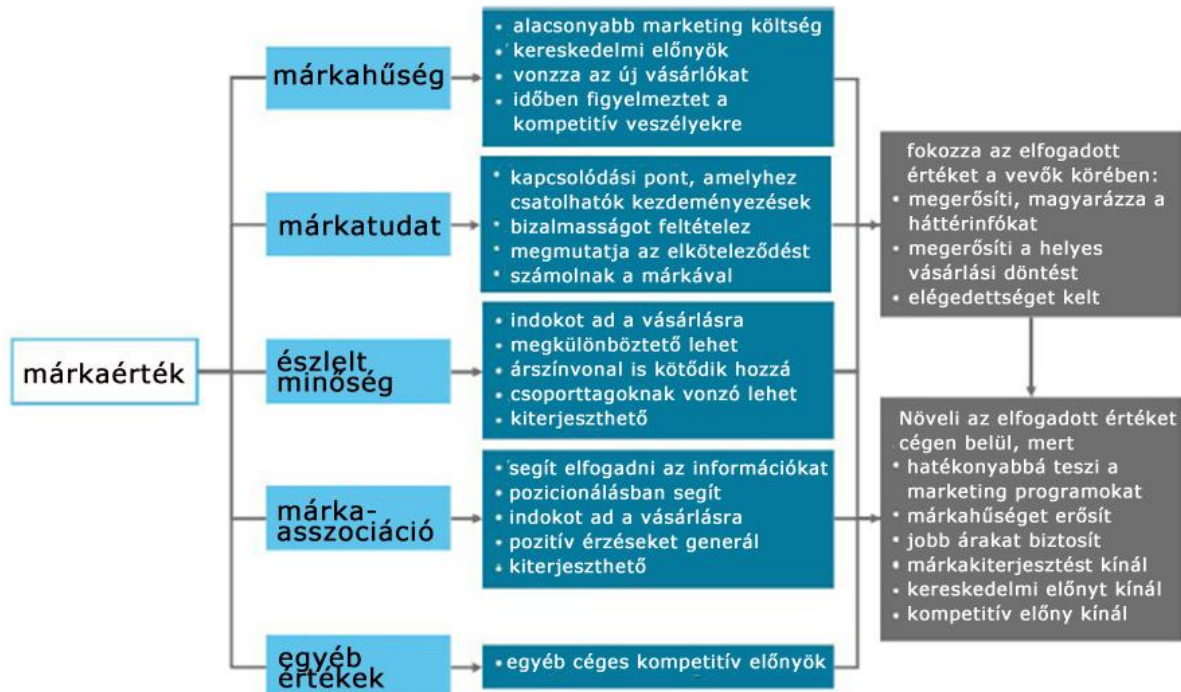 márkaérték
márkahűség
• alacsonyabb marketing költség
• kereskedelmi előnyök
• vonzza az új vásárlókat
• időben figyelmeztet a
kompetitív veszélyekre
márkatudat
• kapcsolódási pont, amelyhez
csatolhatók kezdeményezések
• bizalmasságot feltételez
• megmutatja az elköteleződést
• számolnak a márkával
észlelt
minőség
• indokot ad a vásárlásra
• megkülönböztető lehet
• árszínvonal is kötődik hozzá
• csoporttagoknak vonzó lehet
• kiterjeszthető
márka-
asszociáció
• segít elfogadni az információkat
• pozicionálásban segít
• indokot ad a vásárlásra
• pozitív érzéseket generál
• kiterjeszthető
egyéb
értékek
• egyéb céges kompetitív előnyök
fokozza az elfogadott
értéket a vevők körében:
• megerősíti, magyarázza a
háttérinfókat
• megerősíti a helyes
vásárlási döntést
• elégedettséget kelt
Növeli az elfogadott értéket
cégen belül, mert
• hatékonyabbá teszi a
marketing programokat
• márkahűséget erősít
• jobb árakat biztosít
• márkakiterjesztést kínál
• kereskedelmi előnyt kínál
• kompetitív előny kínál